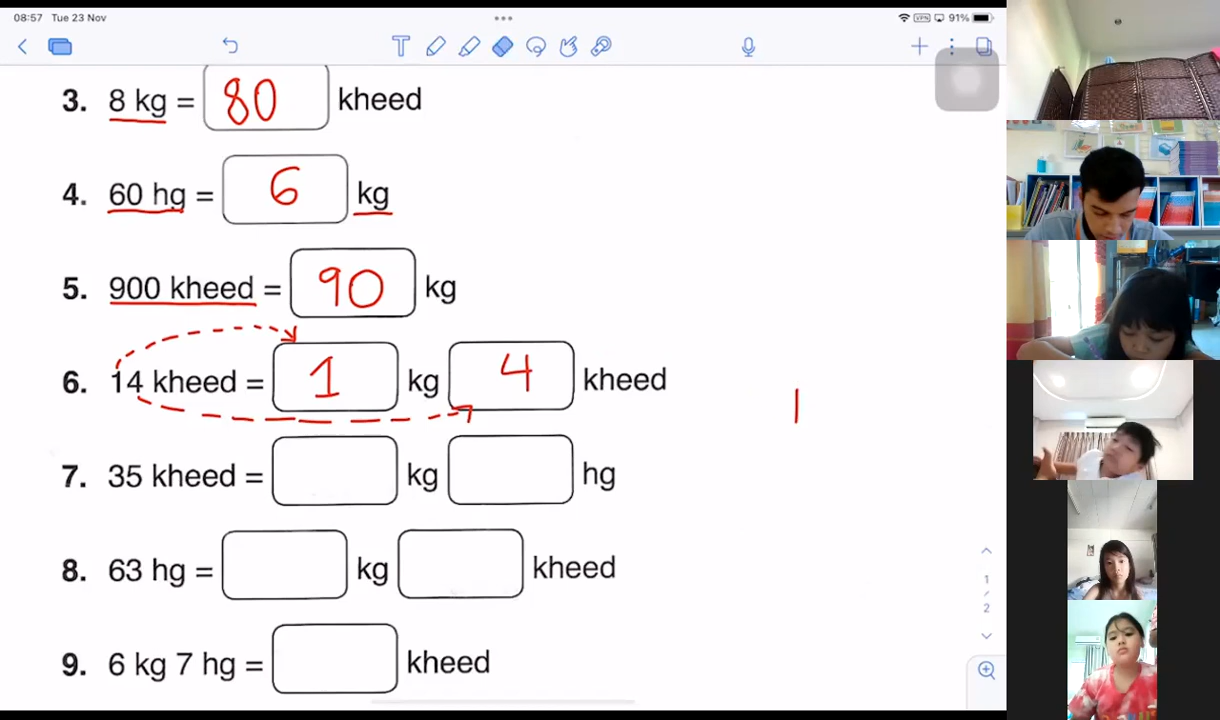 08:57 Tue 23 Nov ••• VPN 91%
T
3. 8 kg = 80 kheed
4. 60 hg = 6 kg
5. 900 kheed = 90 kg
6. 14 kheed = 1 kg 4 kheed
7. 35 kheed = kg hg
8. 63 hg = kg kheed
1
/
2
9. 6 kg 7 hg = kheed